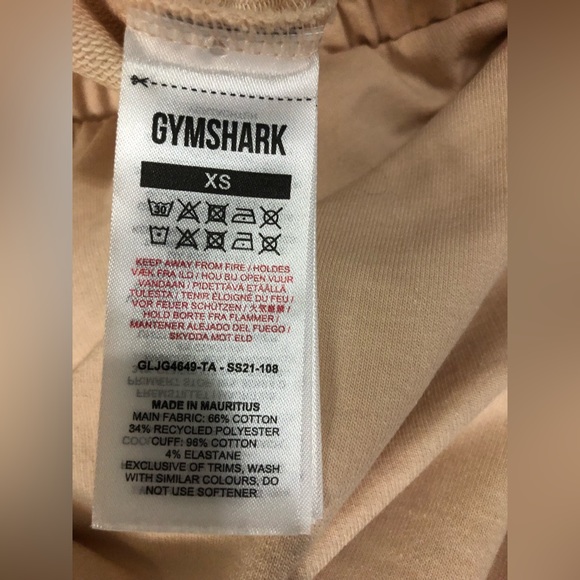 GYMSHARK
XS
30
KEEP AWAY FROM FIRE / HOLDES
VÆK FRA ILD / HOU BIJ OPEN VUUR
VANDAAN / PIDETTÄVÄ ETÄÄLLÄ
TULESTA / TENIR ÉLOIGNÉ DU FEU /
VOR FEUER SCHÜTZEN / 火気厳禁 /
HOLD BORTE FRA FLAMMER /
MANTENER ALEJADO DEL FUEGO /
SKYDDA MOT ELD
GLJG4649-TA - SS21-108
MADE IN MAURITIUS
MAIN FABRIC: 66% COTTON
34% RECYCLED POLYESTER
CUFF: 96% COTTON
4% ELASTANE
EXCLUSIVE OF TRIMS, WASH
WITH SIMILAR COLOURS, DO
NOT USE SOFTENER